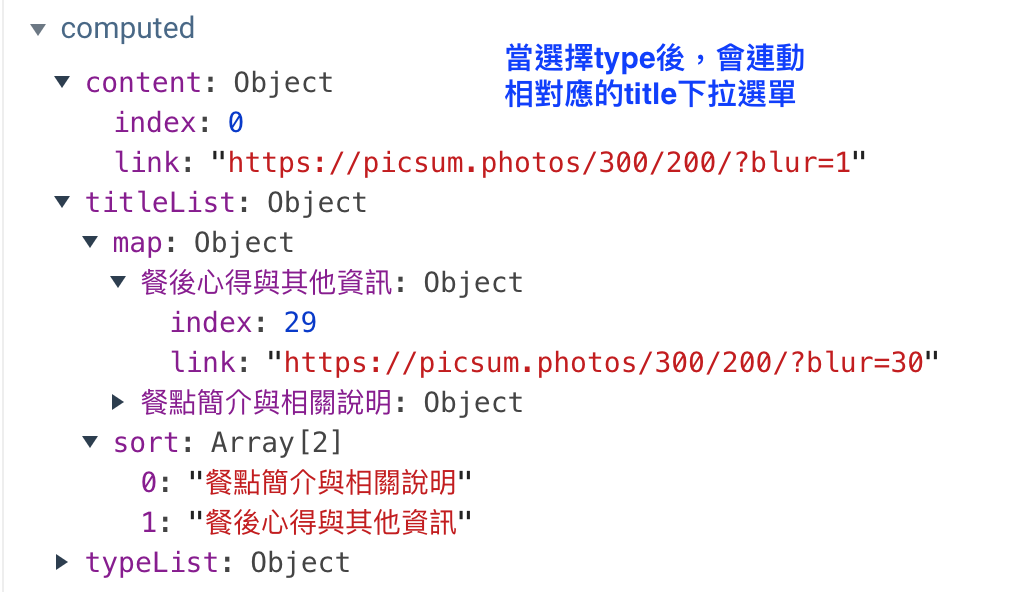 computed
當選擇type後，會連動
相對應的title下拉選單
content: Object
index: 0
link: "https://picsum.photos/300/200/?blur=1"
titleList: Object
map: Object
餐後心得與其他資訊: Object
index: 29
link: "https://picsum.photos/300/200/?blur=30"
餐點簡介與相關說明: Object
sort: Array[2]
0: "餐點簡介與相關說明"
1: "餐後心得與其他資訊"
typeList: Object